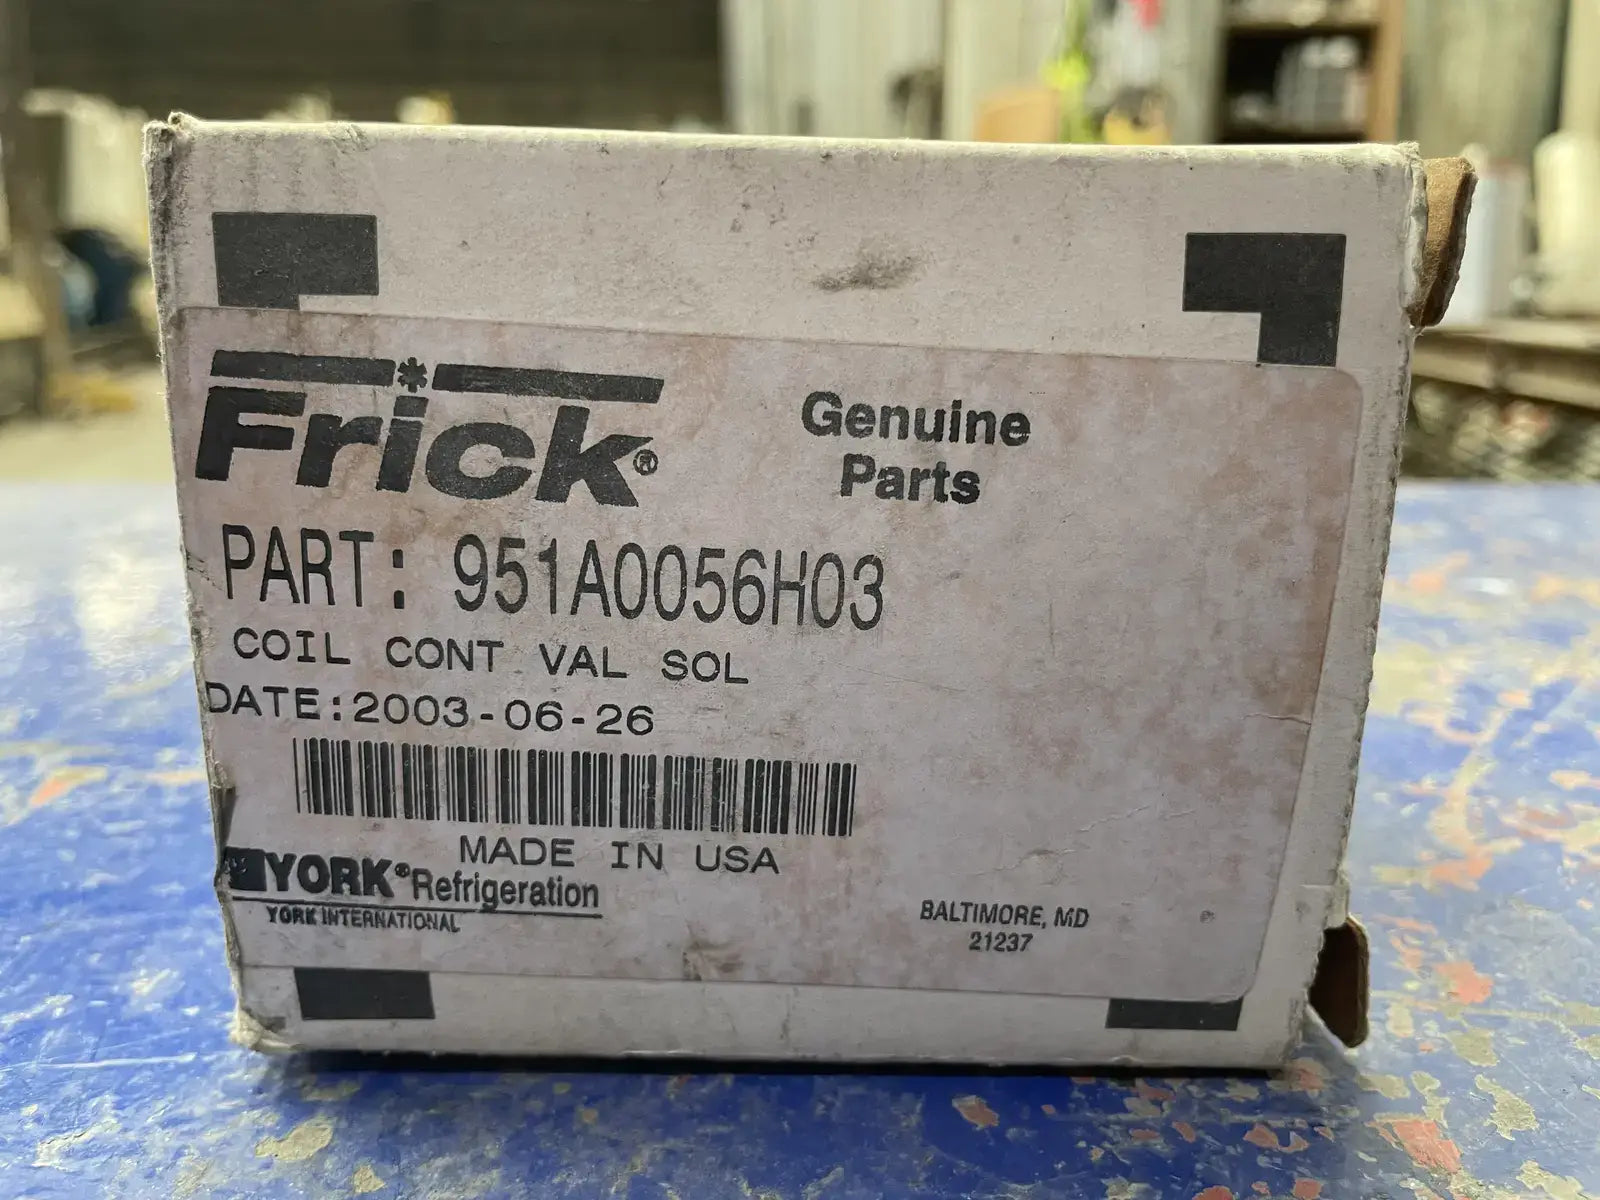 Frick®
Genuine
Parts
PART: 951A0056H03
COIL CONT VAL SOL
DATE:2003-06-26
MADE IN USA
YORK® Refrigeration
YORK INTERNATIONAL
BALTIMORE, MD
21237